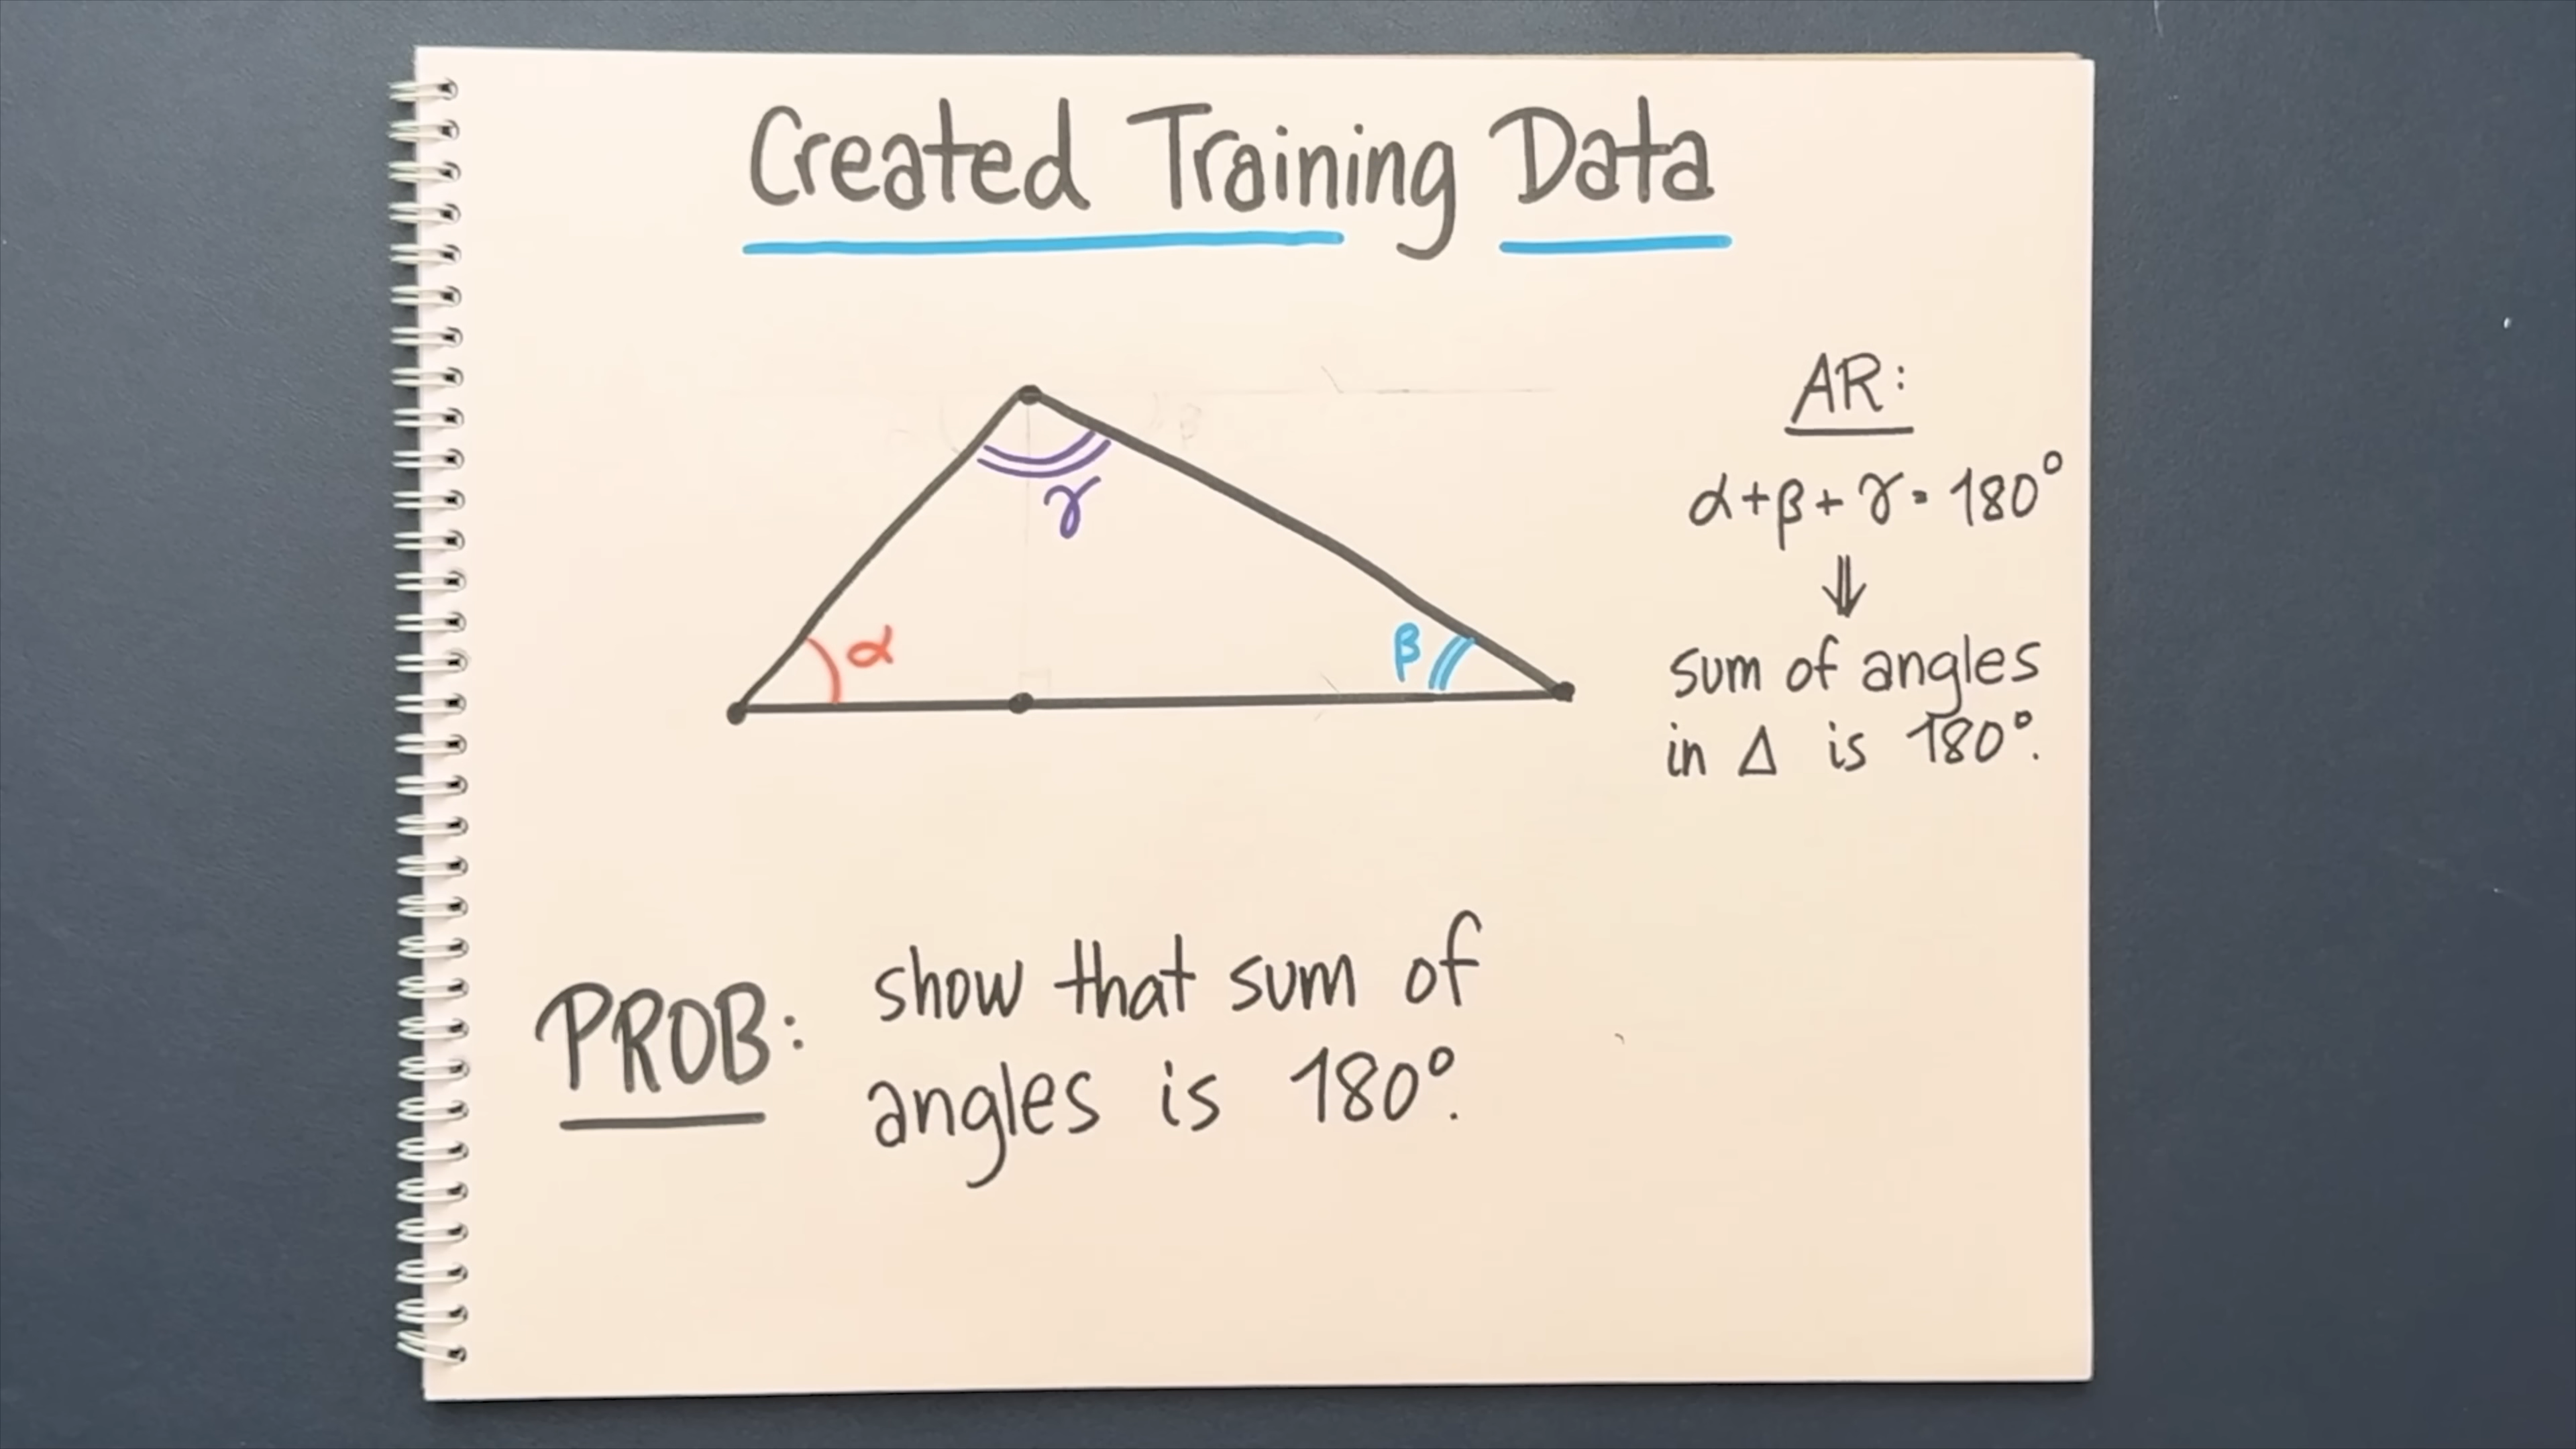 Created Training Data
γ
α
β
AR:
α+β+γ=180°
⇓
sum of angles
in Δ is 180°.
PROB: show that sum of
angles is 180°.